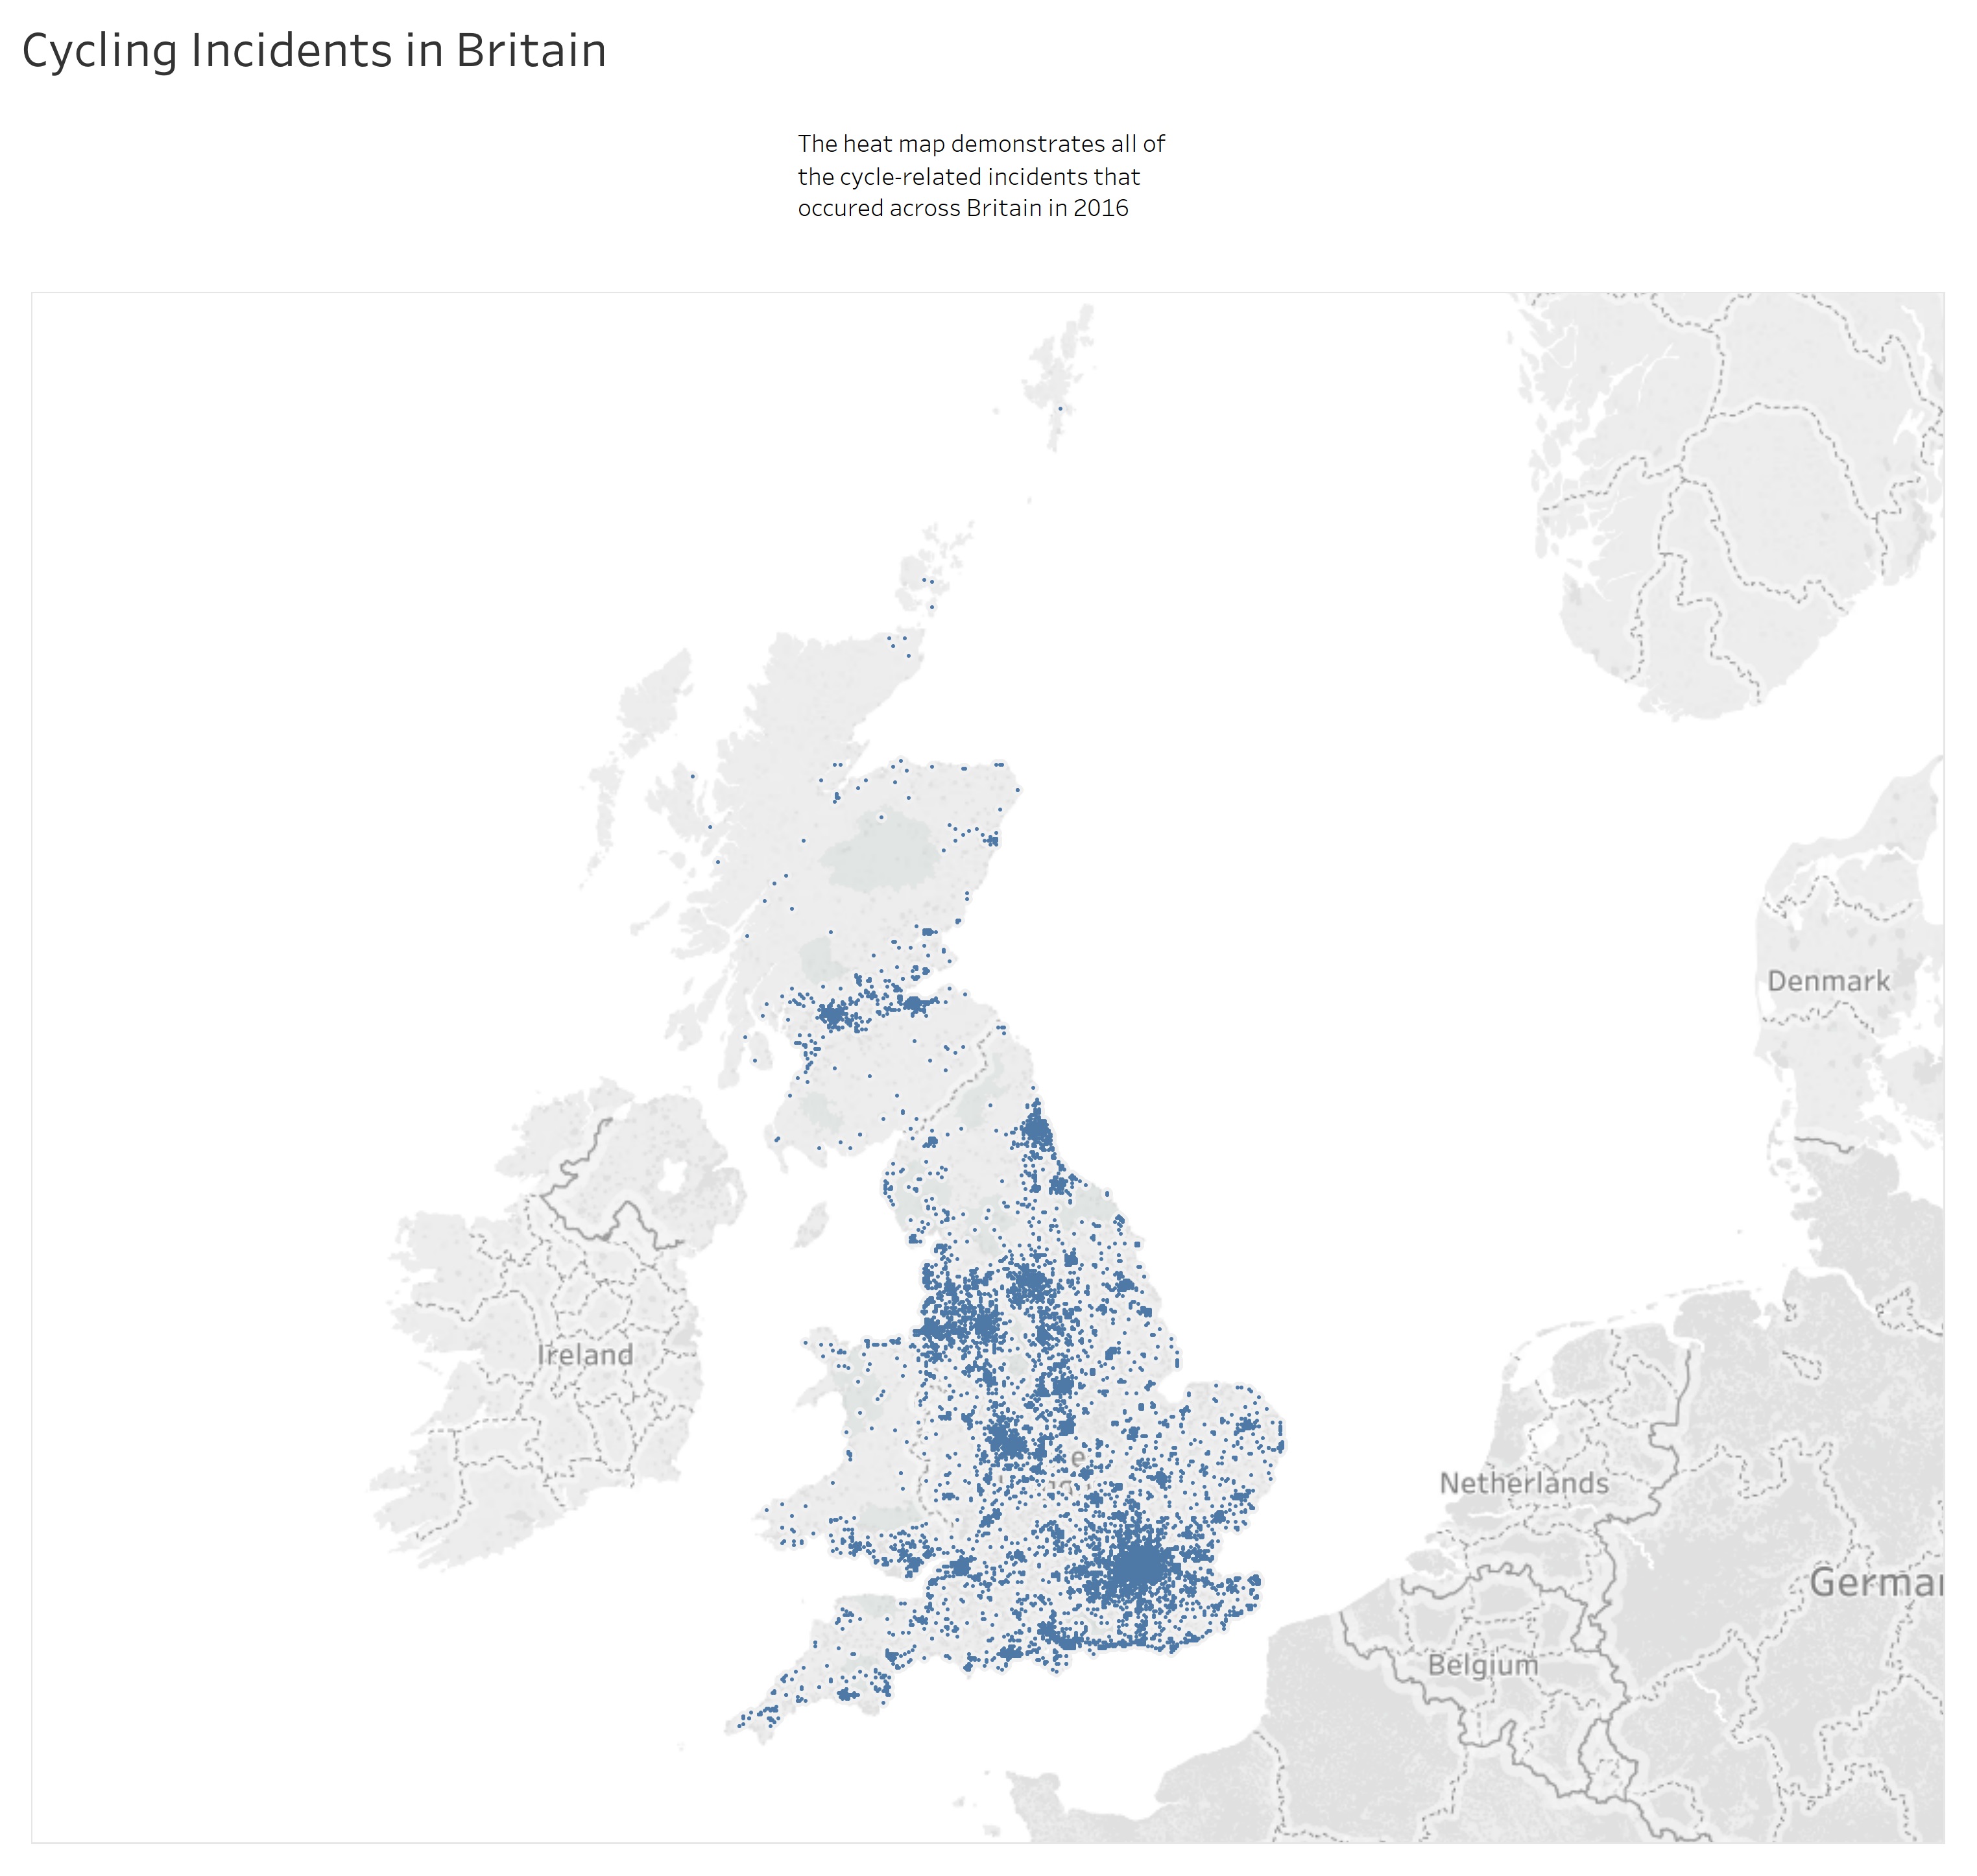 Cycling Incidents in Britain
The heat map demonstrates all of
the cycle-related incidents that
occured across Britain in 2016
Denmark
Ireland
Netherlands
Germa
Belgium